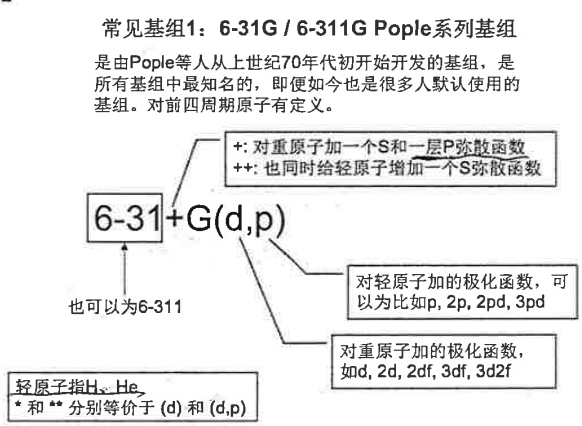 常见基组1：6-31G / 6-311G Pople系列基组
是由Pople等人从上世纪70年代初开始开发的基组，是
所有基组中最知名的，即便如今也是很多人默认使用的
基组。对前四周期原子有定义。
+: 对重原子加一个S和一层P弥散函数
++: 也同时给轻原子增加一个S弥散函数
6-31+G(d,p)
也可以为6-311
对轻原子加的极化函数，可
以为比如p, 2p, 2pd, 3pd
对重原子加的极化函数，
如d, 2d, 2df, 3df, 3d2f
轻原子指H、He
* 和 ** 分别等价于 (d) 和 (d,p)